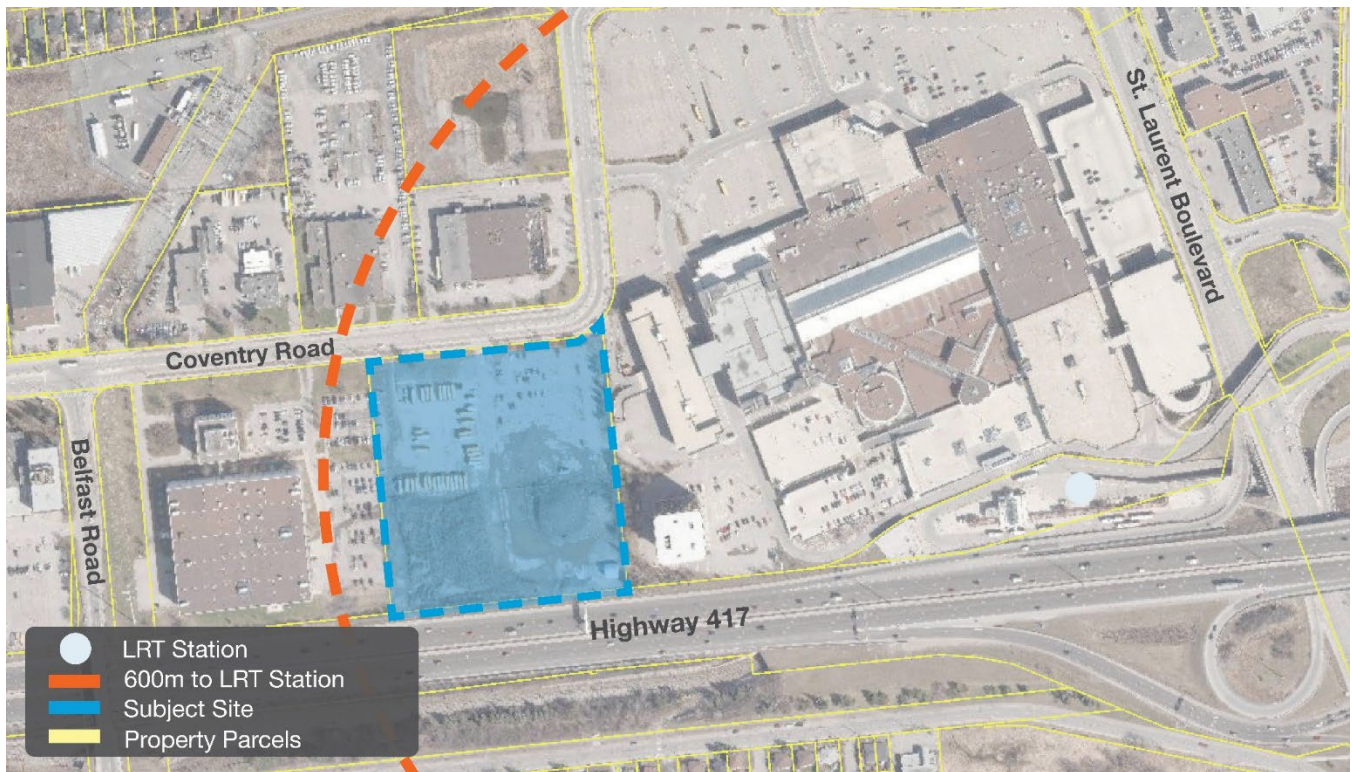 St. Laurent Boulevard
Coventry Road
Belfast Road
Highway 417
LRT Station
600m to LRT Station
Subject Site
Property Parcels